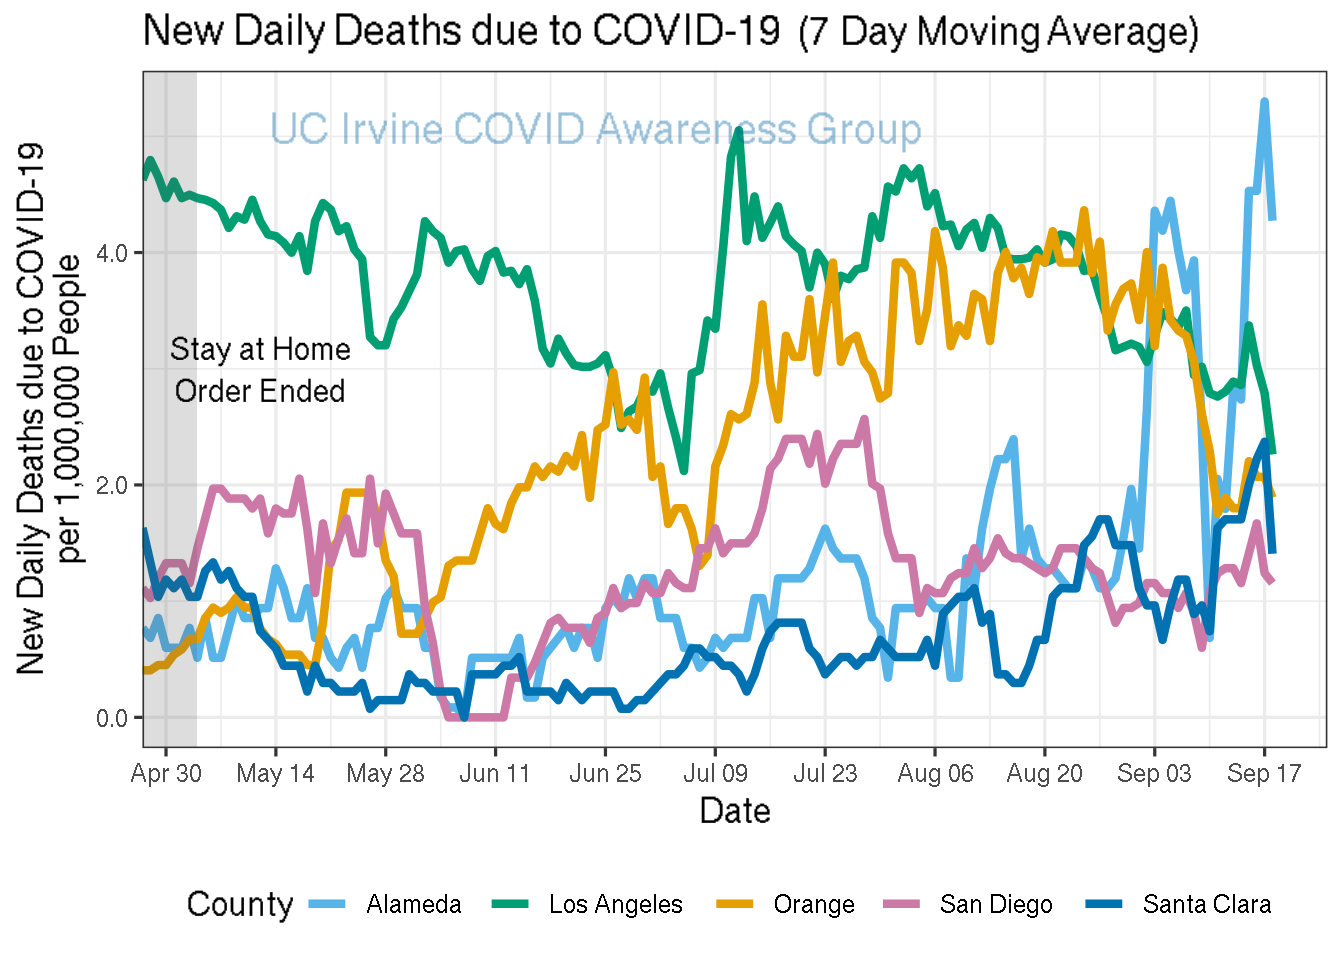 New Daily Deaths due to COVID-19 (7 Day Moving Average)
UC Irvine COVID Awareness Group
New Daily Deaths due to COVID-19
per 1,000,000 People
4.0
2.0
0.0
Stay at Home
Order Ended
Apr 30 May 14 May 28 Jun 11 Jun 25 Jul 09 Jul 23 Aug 06 Aug 20 Sep 03 Sep 17
Date
County Alameda Los Angeles Orange San Diego Santa Clara